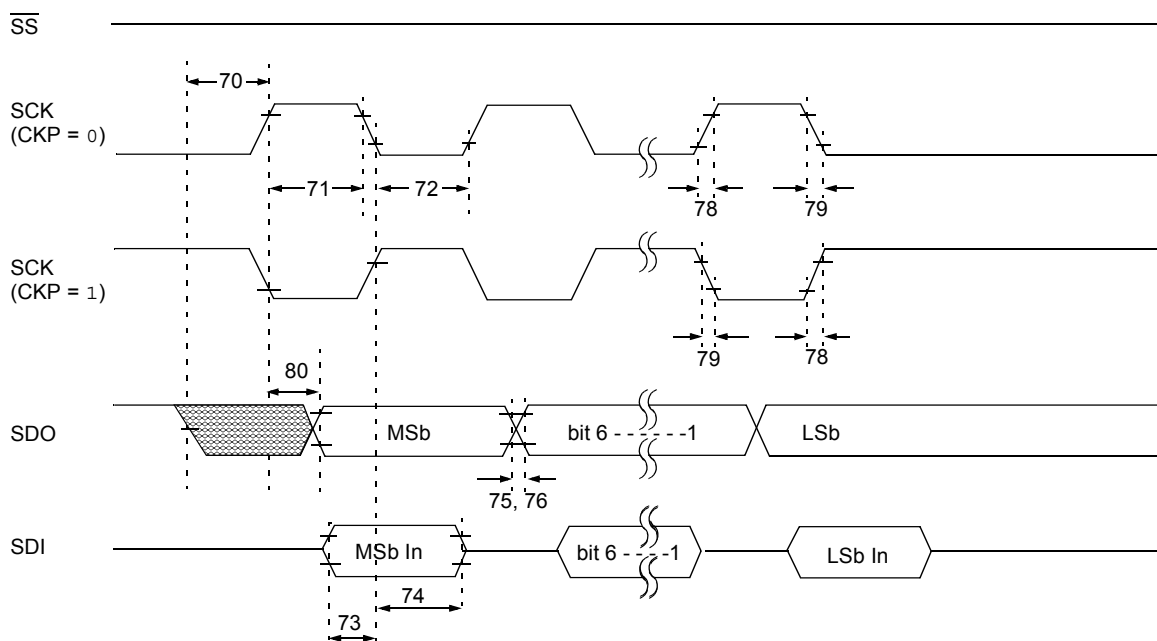 SS
70
SCK
(CKP = 0)
71
72
78
79
SCK
(CKP = 1)
79
78
80
SDO
MSb
bit 6 - - - - - -1
LSb
75, 76
SDI
MSb In
bit 6 - - - - -1
LSb In
74
73